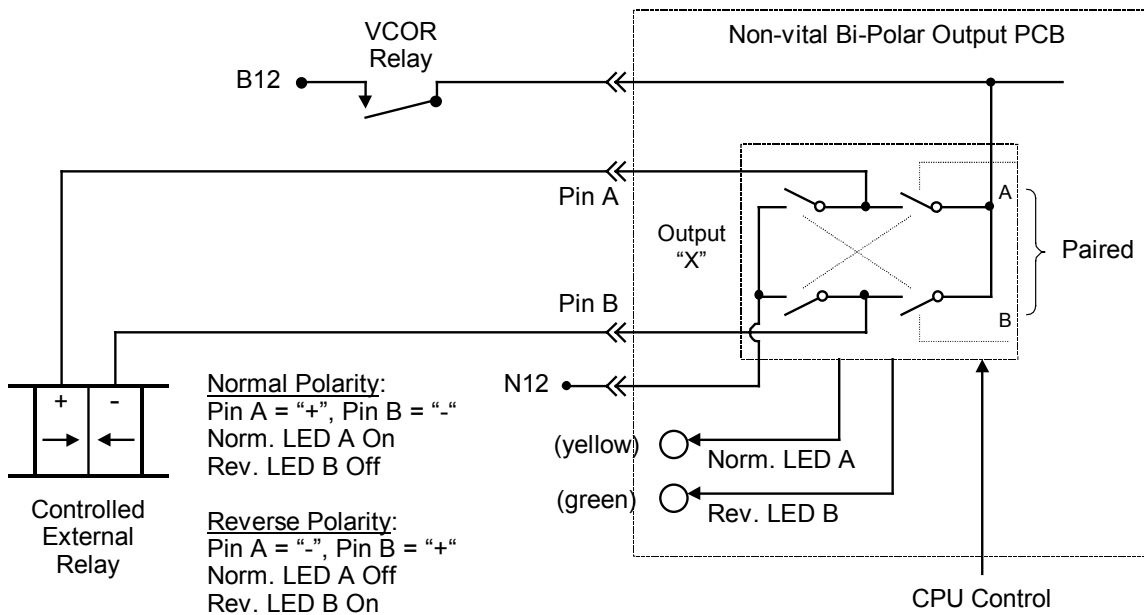 VCOR
Relay
B12
Non-vital Bi-Polar Output PCB
Pin A
A
Output
“X”
Paired
Pin B
B
N12
+ -
Normal Polarity:
Pin A = “+”, Pin B = “-“
Norm. LED A On
Rev. LED B Off
(yellow)
Norm. LED A
(green)
Rev. LED B
Controlled
External
Relay
Reverse Polarity:
Pin A = “-”, Pin B = “+“
Norm. LED A Off
Rev. LED B On
CPU Control